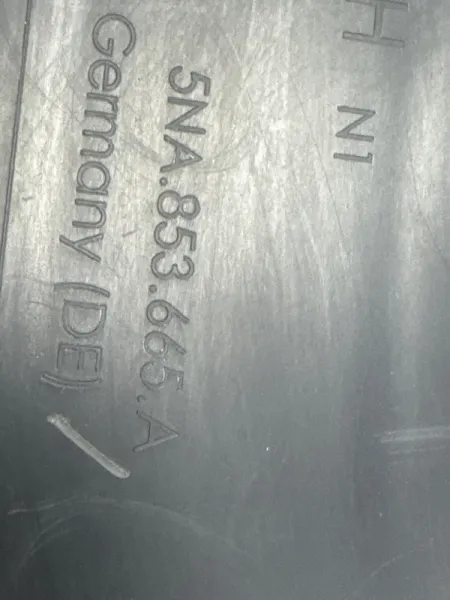 H
N1
5NA.853.665.A
Germany (DE)